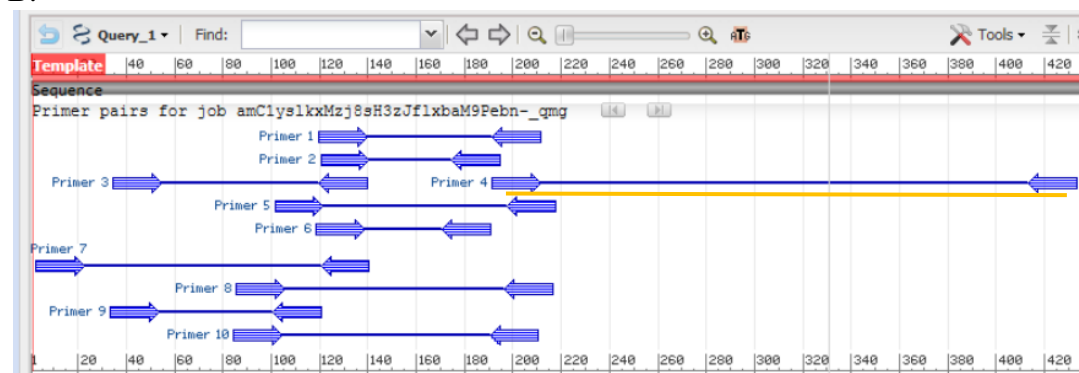 Query_1 Find: ATG Tools
Template 40 60 80 100 120 140 160 180 200 220 240 260 280 300 320 340 360 380 400 420
Sequence
Primer pairs for job
Primer 1
Primer 2
Primer 3 Primer 4
Primer 5
Primer 6
Primer 7
Primer 8
Primer 9
Primer 10
1 20 40 60 80 100 120 140 160 180 200 220 240 260 280 300 320 340 360 380 400 420